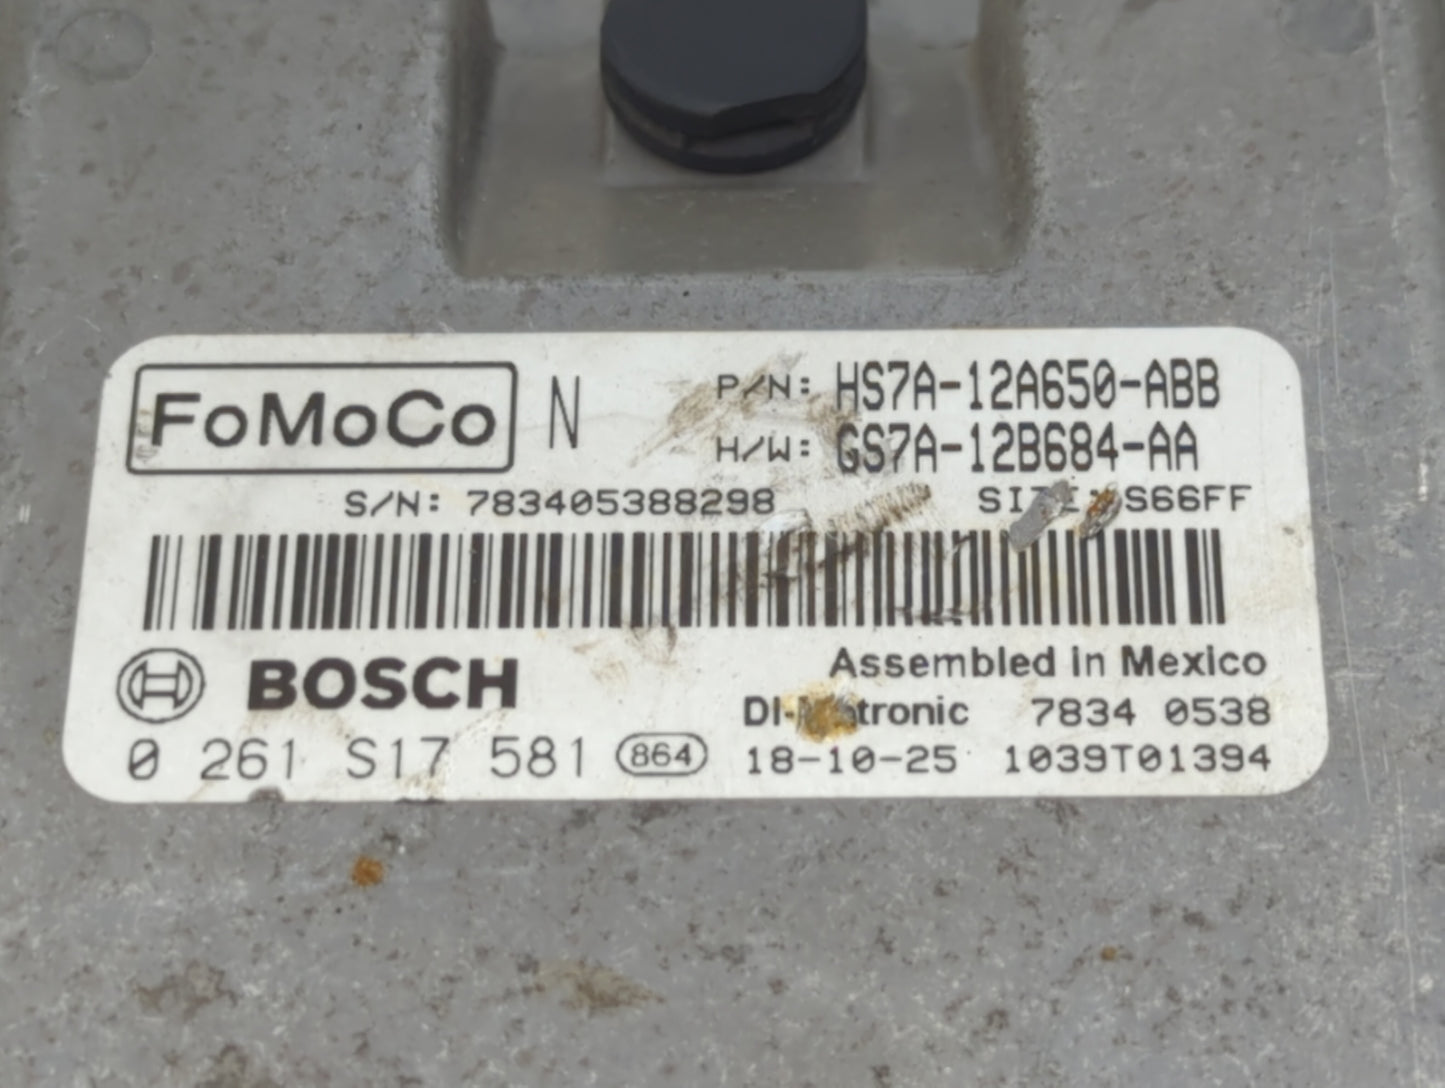 FoMoCo N P/N: HS7A-12A650-ABB
H/W: GS7A-12B684-AA
S/N: 783405388298 S66FF
BOSCH Assembled in Mexico
7834 0538
0 261 S17 581 864 18-10-25 1039T01394